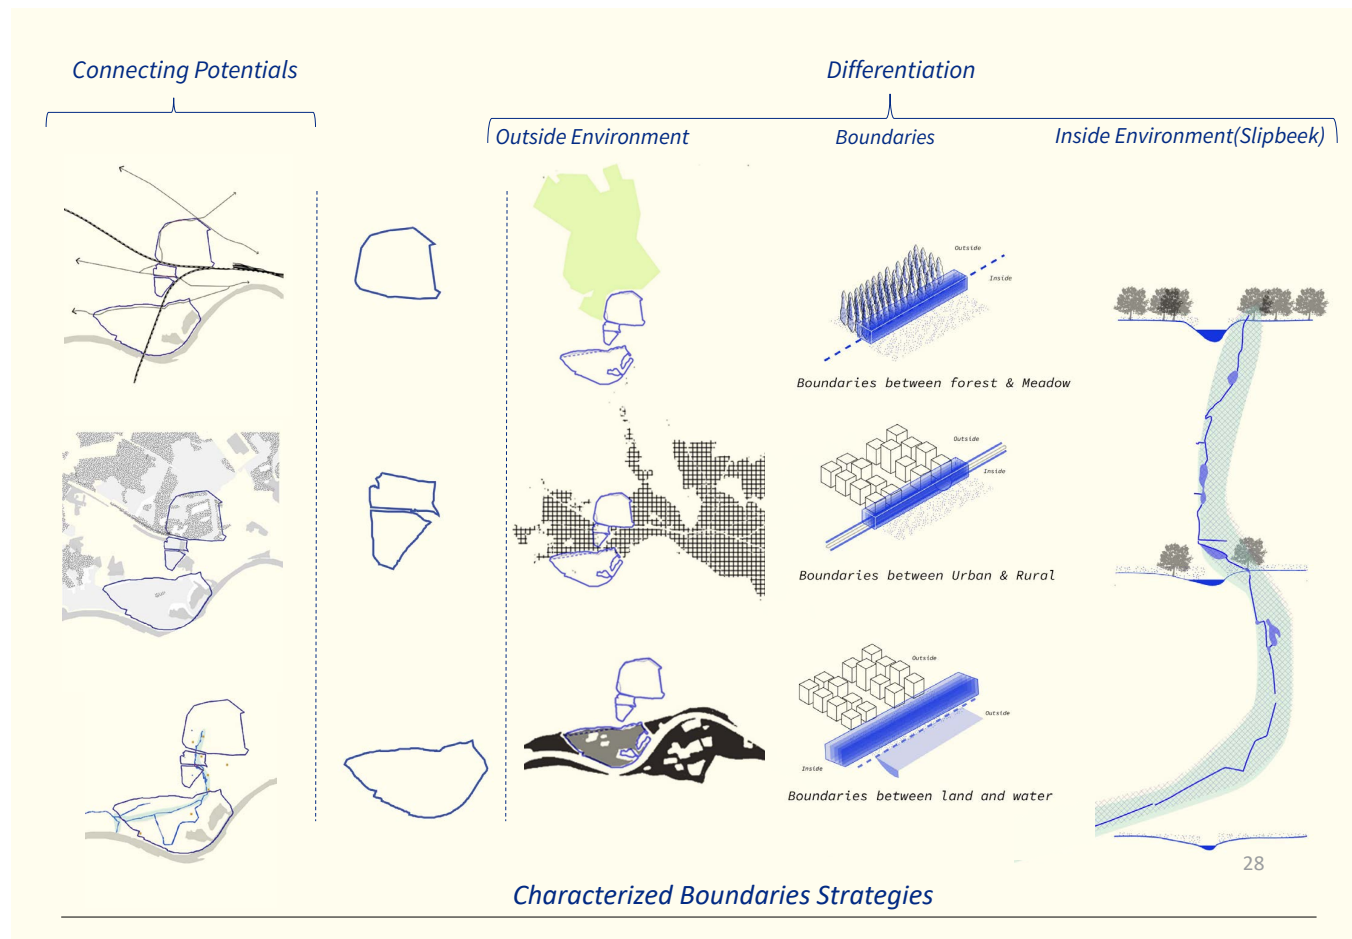 Connecting Potentials
Differentiation
Outside Environment
Boundaries
Inside Environment(Slipbeek)
Outside
Inside
Boundaries between forest & Meadow
Outside
Inside
Boundaries between Urban & Rural
Outside
Outside
Inside
Boundaries between land and water
28
Characterized Boundaries Strategies